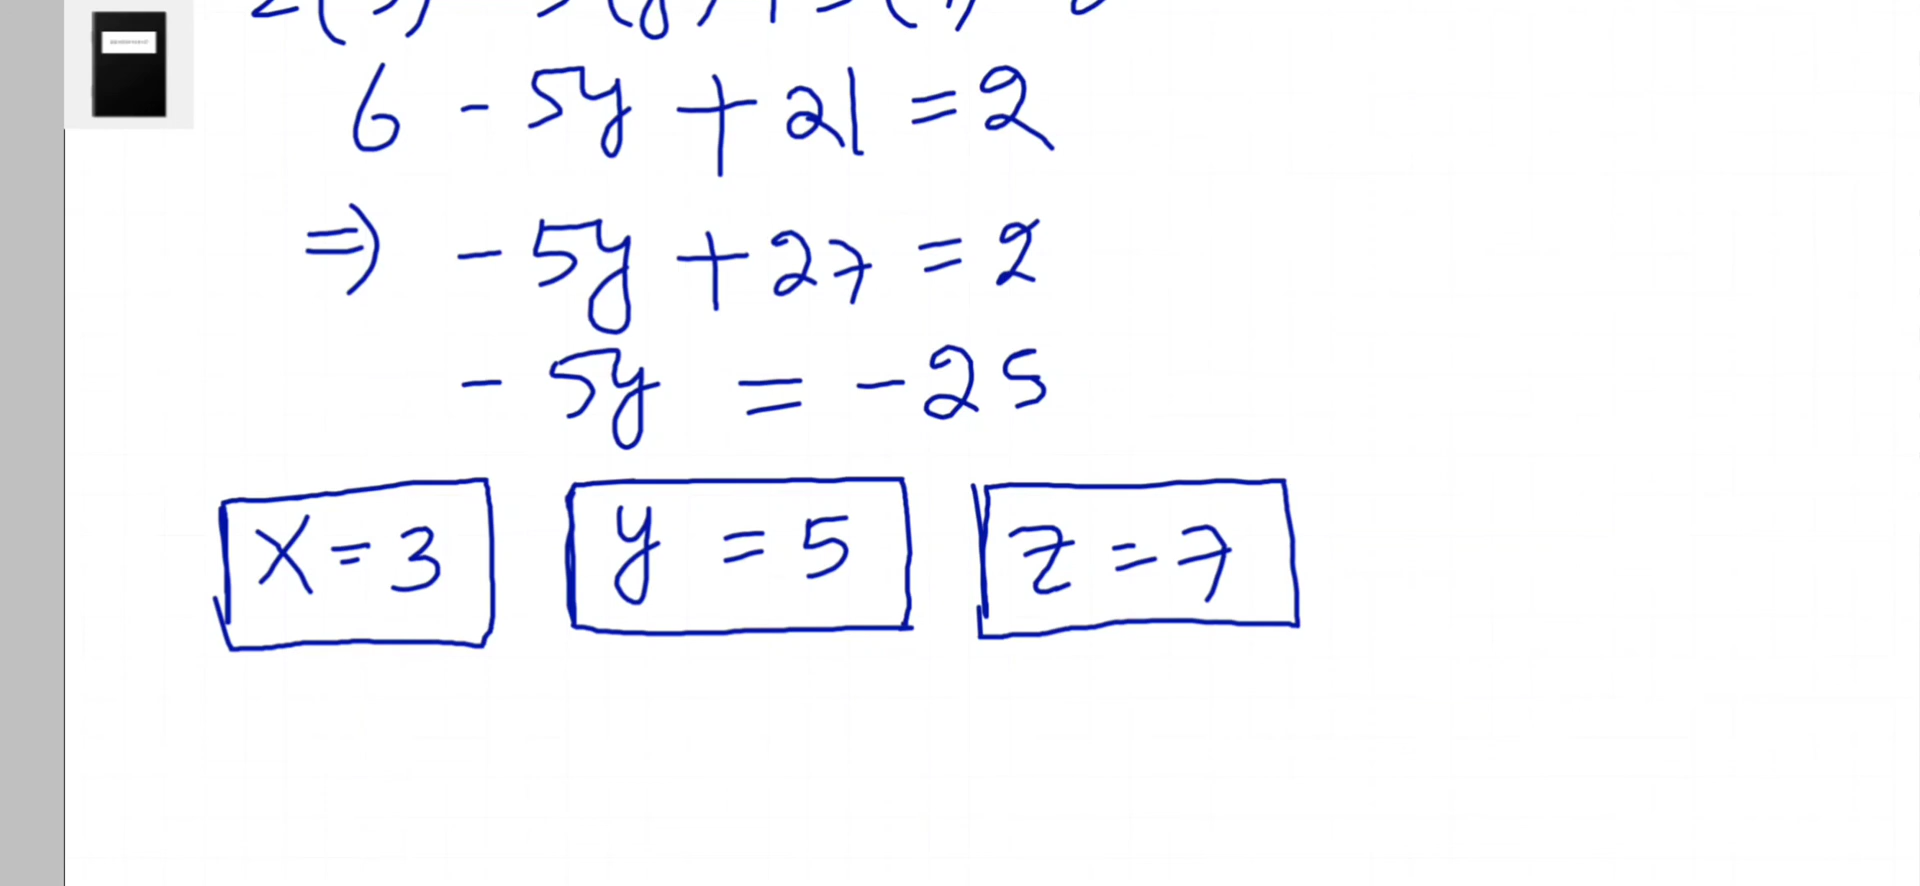 6 - 5y + 21 = 2
⇒ - 5y + 27 = 2
- 5y = - 25
x = 3 y = 5 z = 7